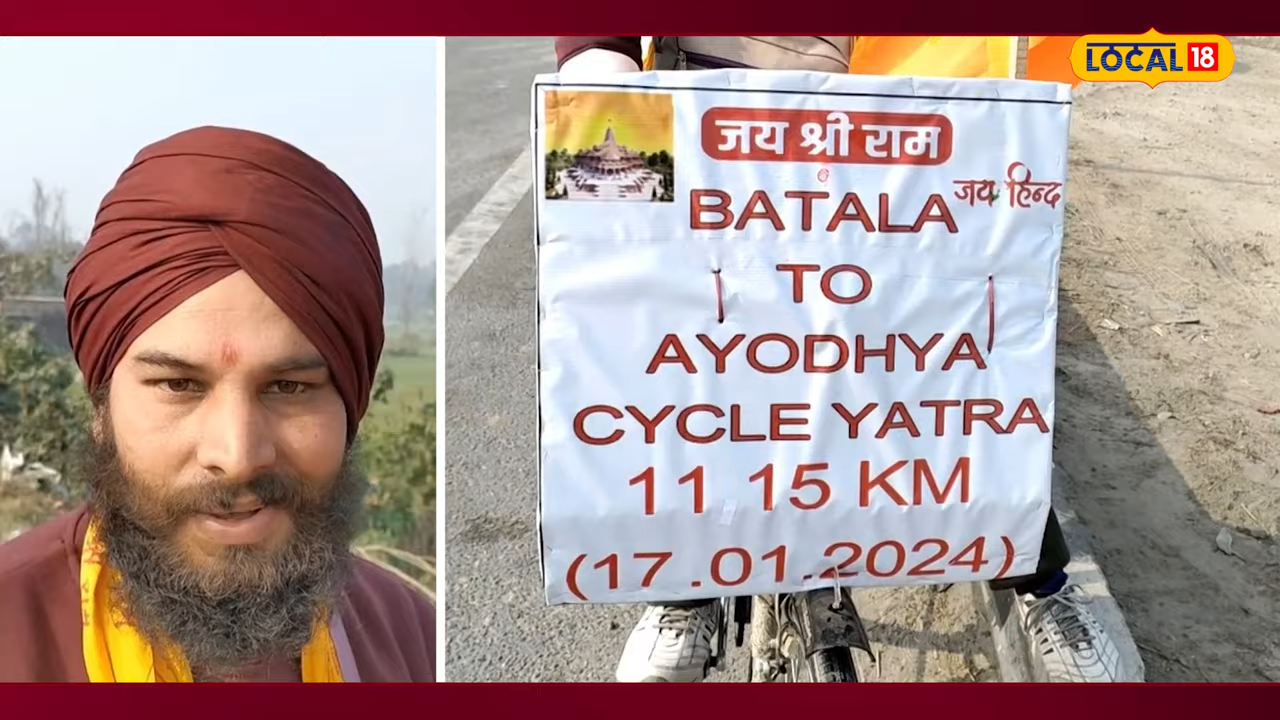 LOCAL 18
जय श्री राम
जय हिन्द
BATALA
TO
AYODHYA
CYCLE YATRA
11 15 KM
(17.01.2024)